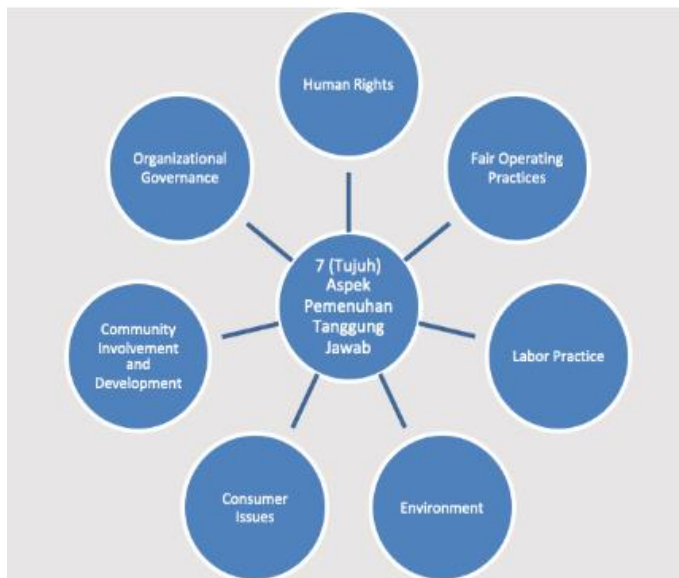 Human Rights
Fair Operating
Practices
Labor Practice
Environment
Consumer
Issues
Community
Involvement
and
Development
Organizational
Governance
7 (Tujuh)
Aspek
Pemenuhan
Tanggung
Jawab